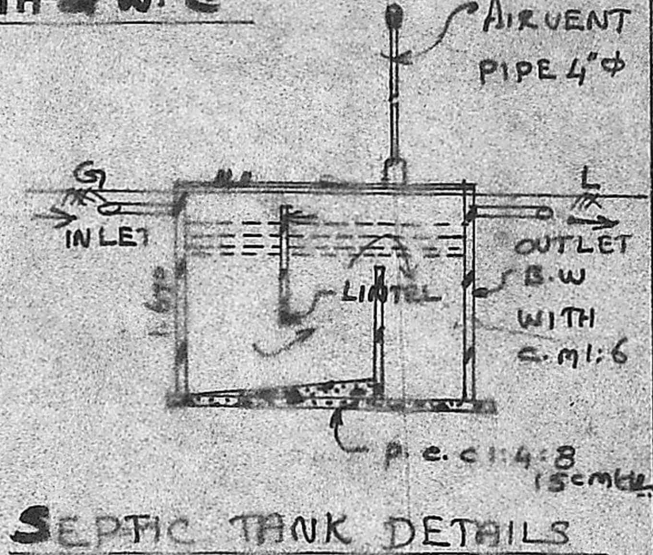 & W.C
AIRVENT
PIPE 4"Φ
G
L
INLET
OUTLET
LINTEL
B.W
WITH
C.M 1:6
P.C.C 1:4:8
15cm
SEPTIC TANK DETAILS